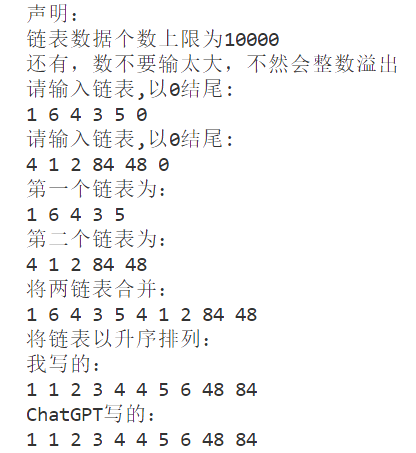 声明:
链表数据个数上限为10000
还有，数不要输太大，不然会整数溢出
请输入链表,以0结尾:
1 6 4 3 5 0
请输入链表,以0结尾:
4 1 2 84 48 0
第一个链表为:
1 6 4 3 5
第二个链表为:
4 1 2 84 48
将两链表合并:
1 6 4 3 5 4 1 2 84 48
将链表以升序排列:
我写的:
1 1 2 3 4 4 5 6 48 84
ChatGPT写的:
1 1 2 3 4 4 5 6 48 84